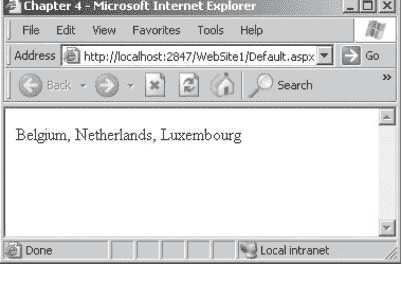 Chapter 4 - Microsoft Internet Explorer
File Edit View Favorites Tools Help
Address http://localhost:2847/WebSite1/Default.aspx Go
Back Search »
Belgium, Netherlands, Luxembourg
Done Local intranet